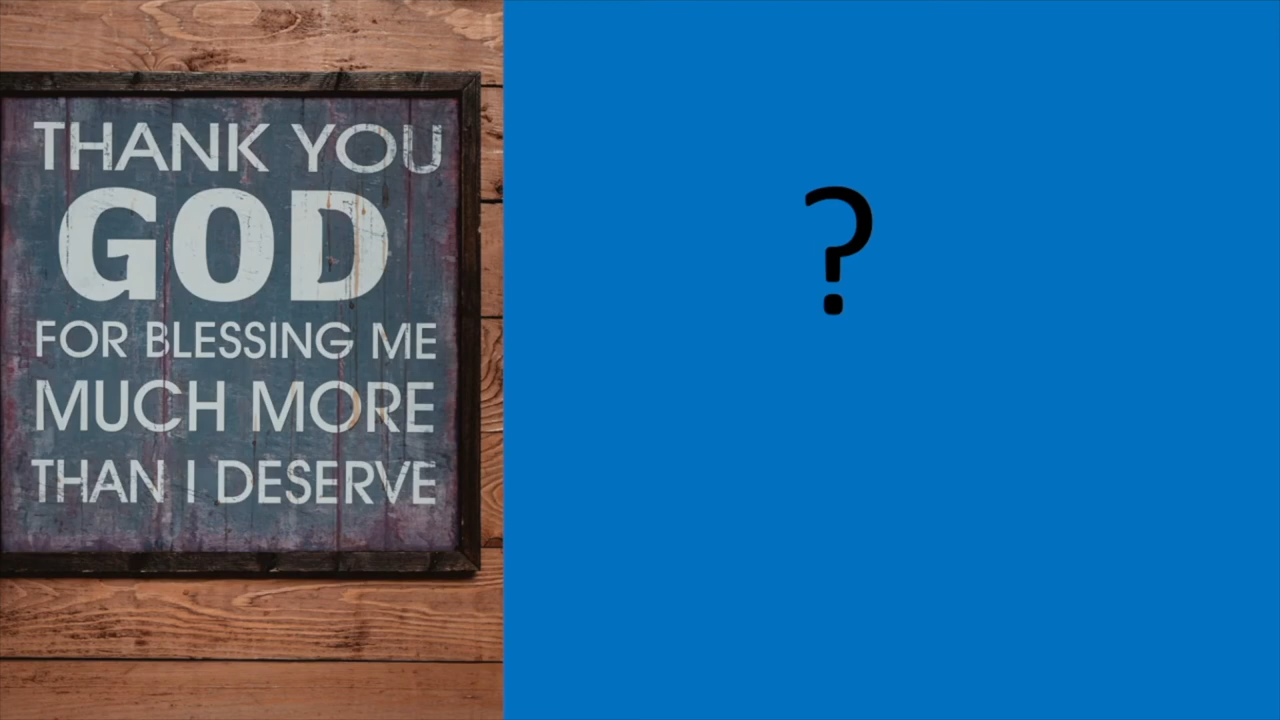 THANK YOU
GOD
FOR BLESSING ME
MUCH MORE
THAN I DESERVE
?